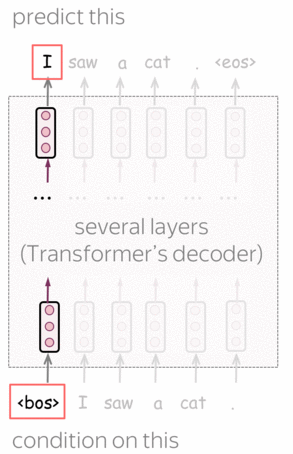 predict this
I saw a cat . <eos>
... ... ... ... ... ...
several layers
(Transformer's decoder)
<bos> I saw a cat .
condition on this